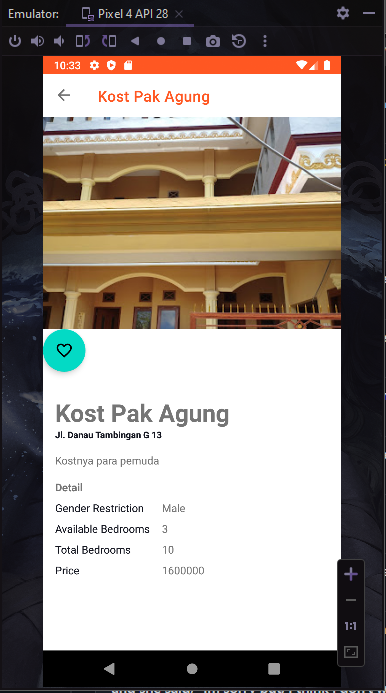 Emulator: Pixel 4 API 28
10:33
Kost Pak Agung
Kost Pak Agung
Jl. Danau Tambingan G 13
Kostnya para pemuda
Detail
Gender Restriction Male
Available Bedrooms 3
Total Bedrooms 10
Price 1600000
1:1